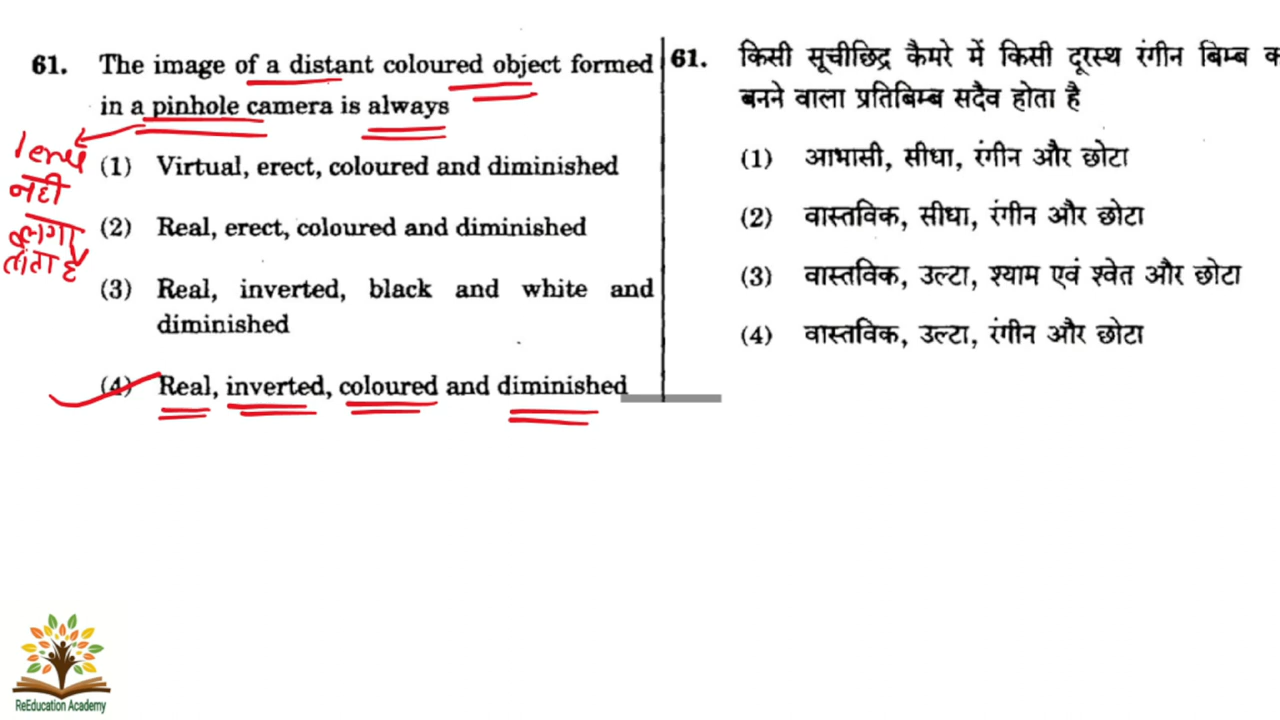 61. The image of a distant coloured object formed
in a pinhole camera is always
(1) Virtual, erect, coloured and diminished
(2) Real, erect, coloured and diminished
(3) Real, inverted, black and white and
diminished
(4) Real, inverted, coloured and diminished
lens
नही
लगा
होता है
61. किसी सूचीछिद्र कैमरे में किसी दूरस्थ रंगीन बिम्ब क
बनने वाला प्रतिबिम्ब सदैव होता है
(1) आभासी, सीधा, रंगीन और छोटा
(2) वास्तविक, सीधा, रंगीन और छोटा
(3) वास्तविक, उल्टा, श्याम एवं श्वेत और छोटा
(4) वास्तविक, उल्टा, रंगीन और छोटा
ReEducation Academy